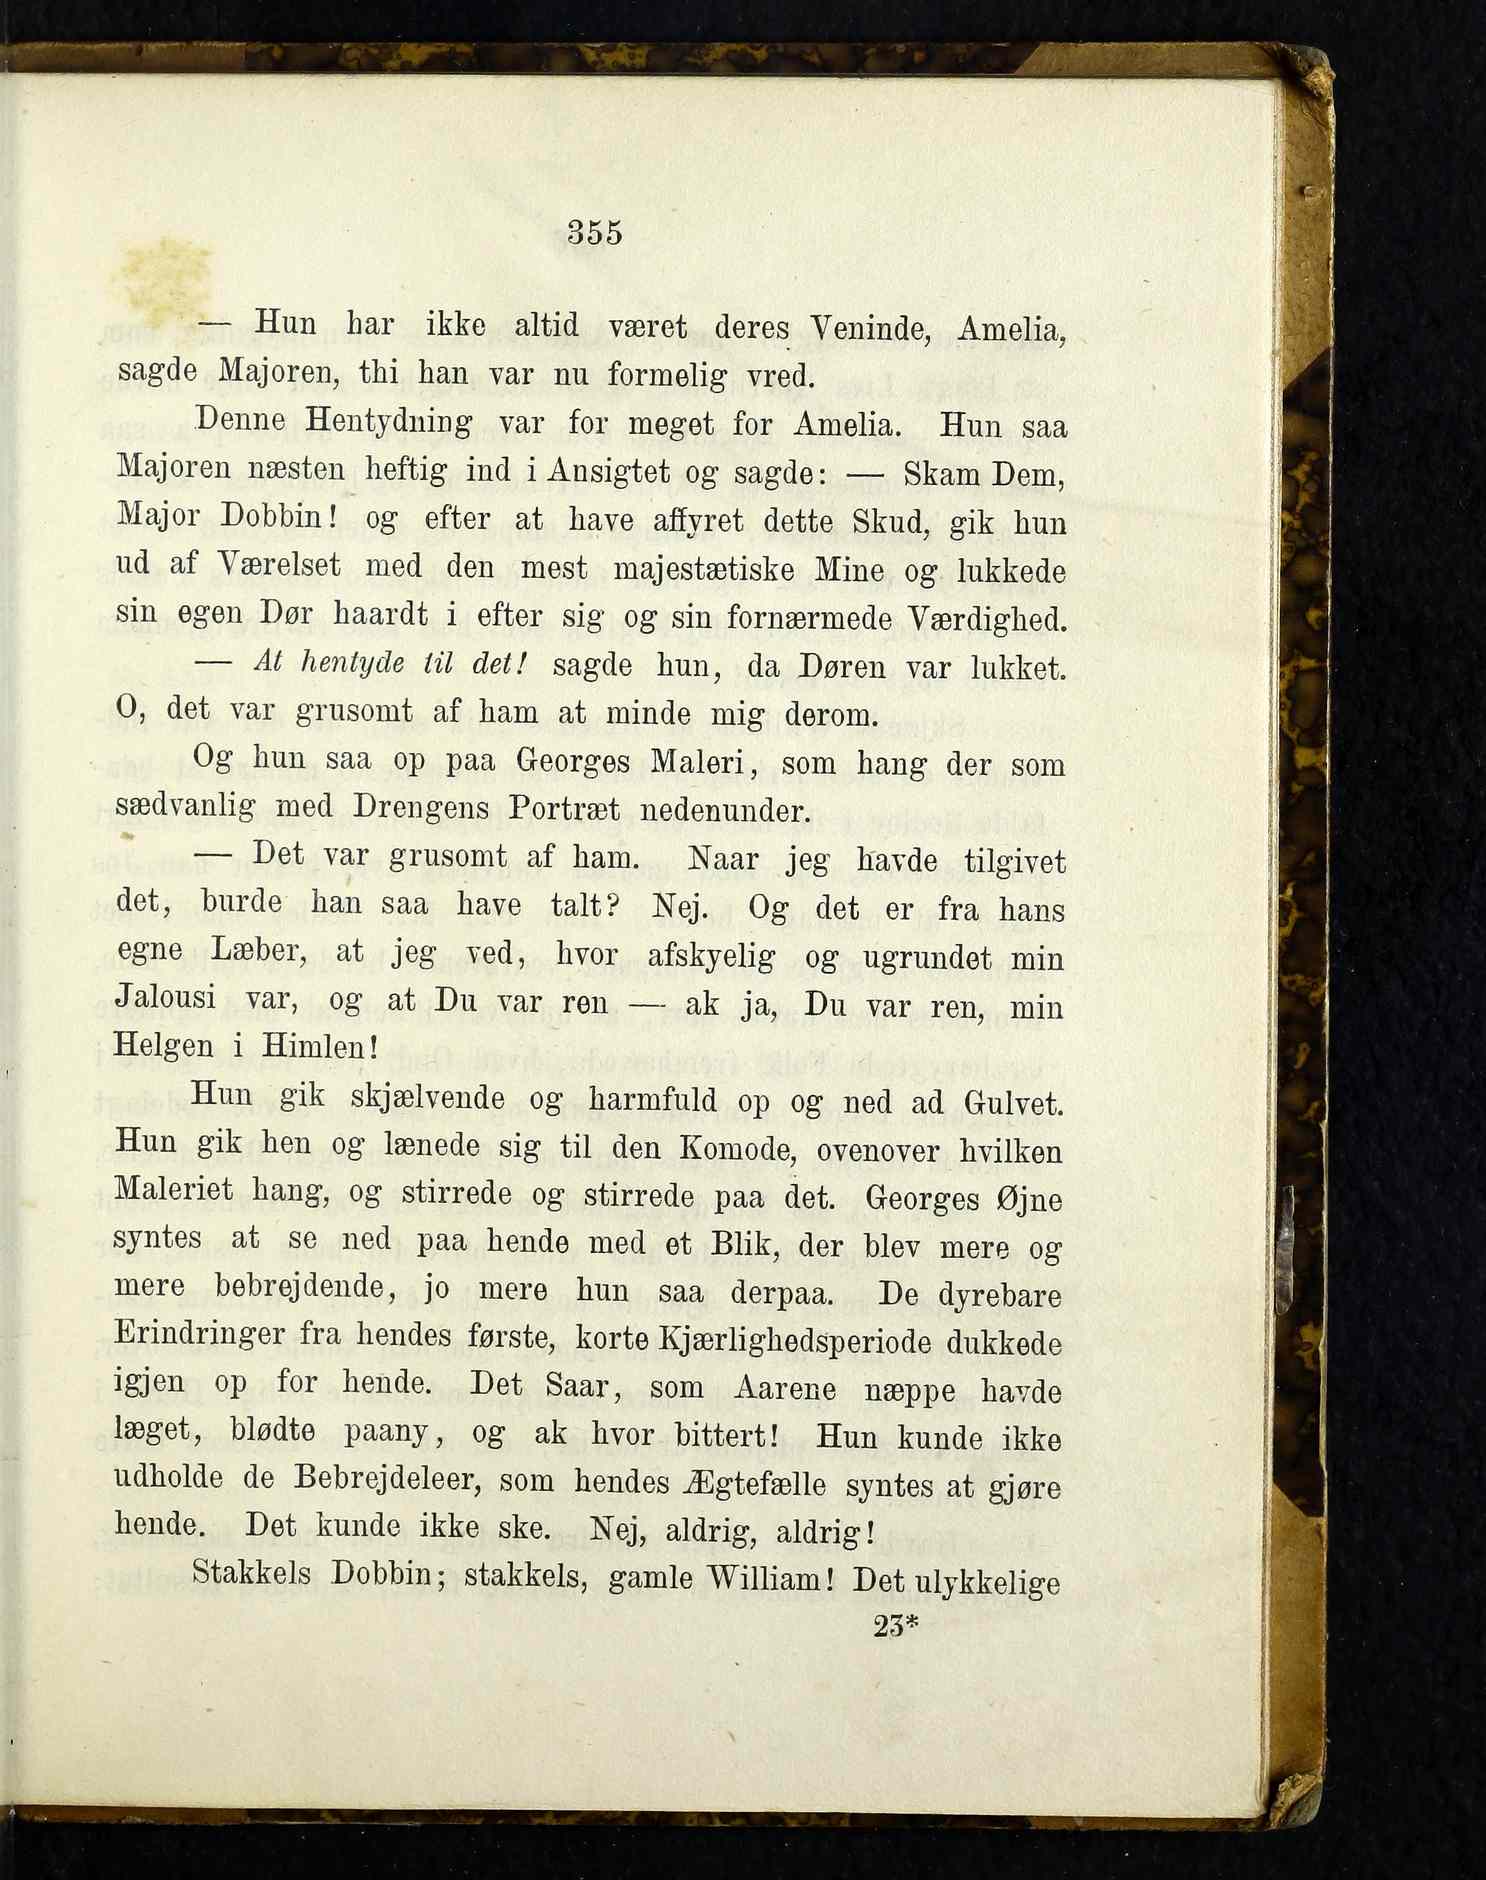 355
— Hun har ikke altid været deres Veninde, Amelia,
sagde Majoren, thi han var nu formelig vred.
Denne Hentydning var for meget for Amelia. Hun saa
Majoren næsten heftig ind i Ansigtet og sagde: — Skam Dem,
Major Dobbin! og efter at have affyret dette Skud, gik hun
ud af Værelset med den mest majestætiske Mine og lukkede
sin egen Dør haardt i efter sig og sin fornærmede Værdighed.
— At hentyde til det! sagde hun, da Døren var lukket.
O, det var grusomt af ham at minde mig derom.
Og hun saa op paa Georges Maleri, som hang der som
sædvanlig med Drengens Portræt nedenunder.
— Det var grusomt af ham. Naar jeg havde tilgivet
det, burde han saa have talt? Nej. Og det er fra hans
egne Læber, at jeg ved, hvor afskyelig og ugrundet min
Jalousi var, og at Du var ren — ak ja, Du var ren, min
Helgen i Himlen!
Hun gik skjælvende og harmfuld op og ned ad Gulvet.
Hun gik hen og lænede sig til den Komode, ovenover hvilken
Maleriet hang, og stirrede og stirrede paa det. Georges Øjne
syntes at se ned paa hende med et Blik, der blev mere og
mere bebrejdende, jo mere hun saa derpaa. De dyrebare
Erindringer fra hendes første, korte Kjærlighedsperiode dukkede
igjen op for hende. Det Saar, som Aarene næppe havde
læget, blødte paany, og ak hvor bittert! Hun kunde ikke
udholde de Bebrejdeleer, som hendes Ægtefælle syntes at gjøre
hende. Det kunde ikke ske. Nej, aldrig, aldrig!
Stakkels Dobbin; stakkels, gamle William! Det ulykkelige
23*